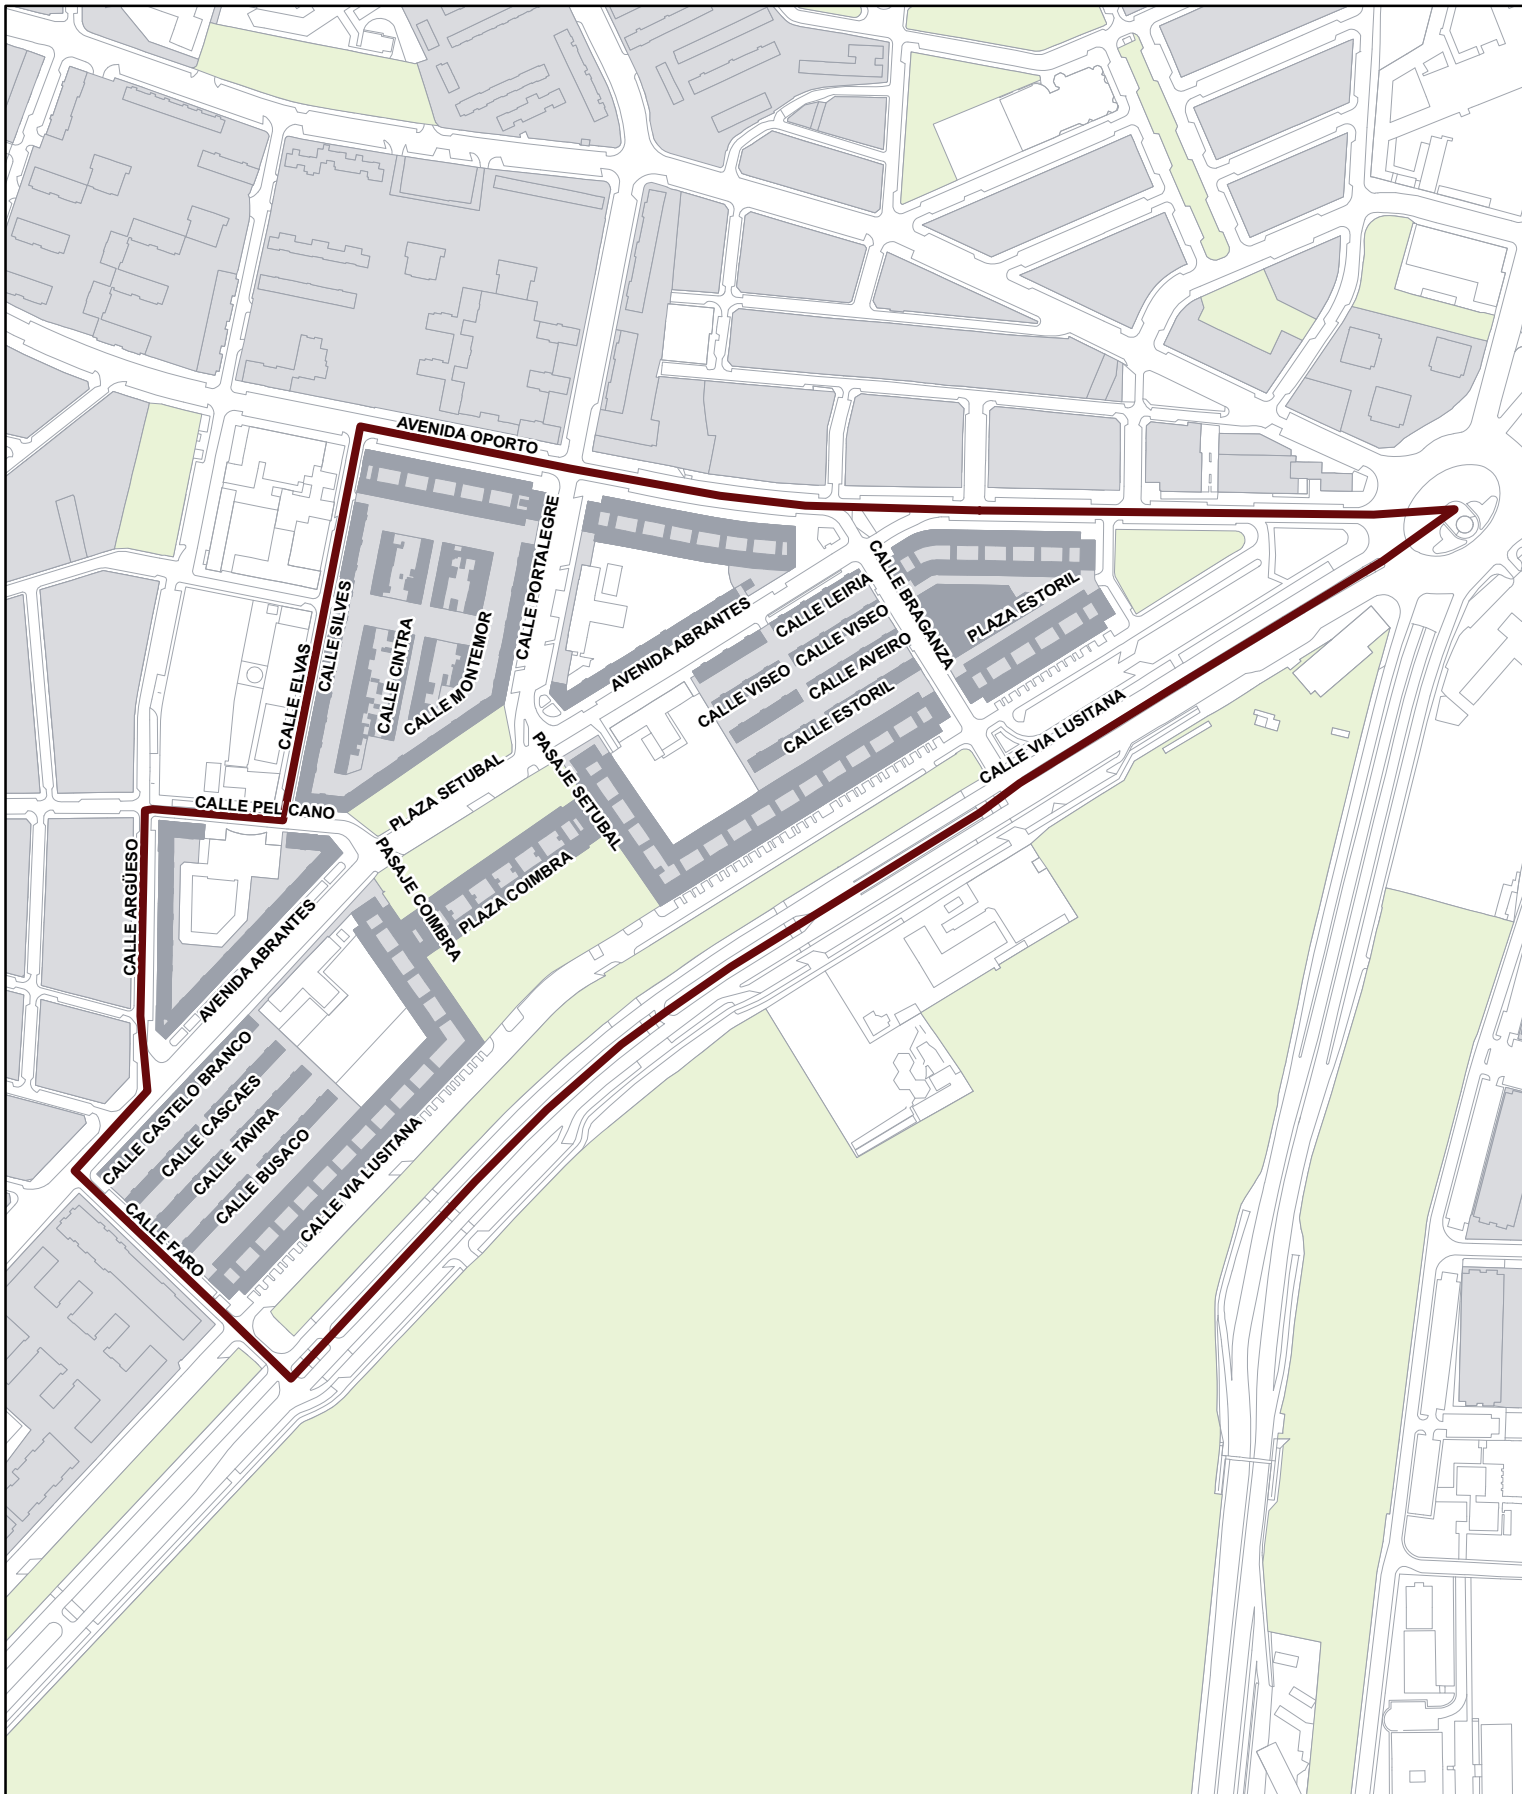 AVENIDA OPORTO
CALLE PORTALEGRE
CALLE SILVES
CALLE ELVAS
CALLE CINTRA
CALLE MONTEMOR
AVENIDA ABRANTES
CALLE LEIRIA
CALLE VISEO
CALLE VISEO
CALLE AVEIRO
CALLE ESTORIL
CALLE BRAGANZA
PLAZA ESTORIL
CALLE VIA LUSITANA
PLAZA SETUBAL
PASAJE SETUBAL
CALLE PELICANO
PASAJE COIMBRA
PLAZA COIMBRA
CALLE ARGÜESO
AVENIDA ABRANTES
CALLE CASTELO BRANCO
CALLE CASCAES
CALLE TAVIRA
CALLE BUSACO
CALLE VIA LUSITANA
CALLE FARO